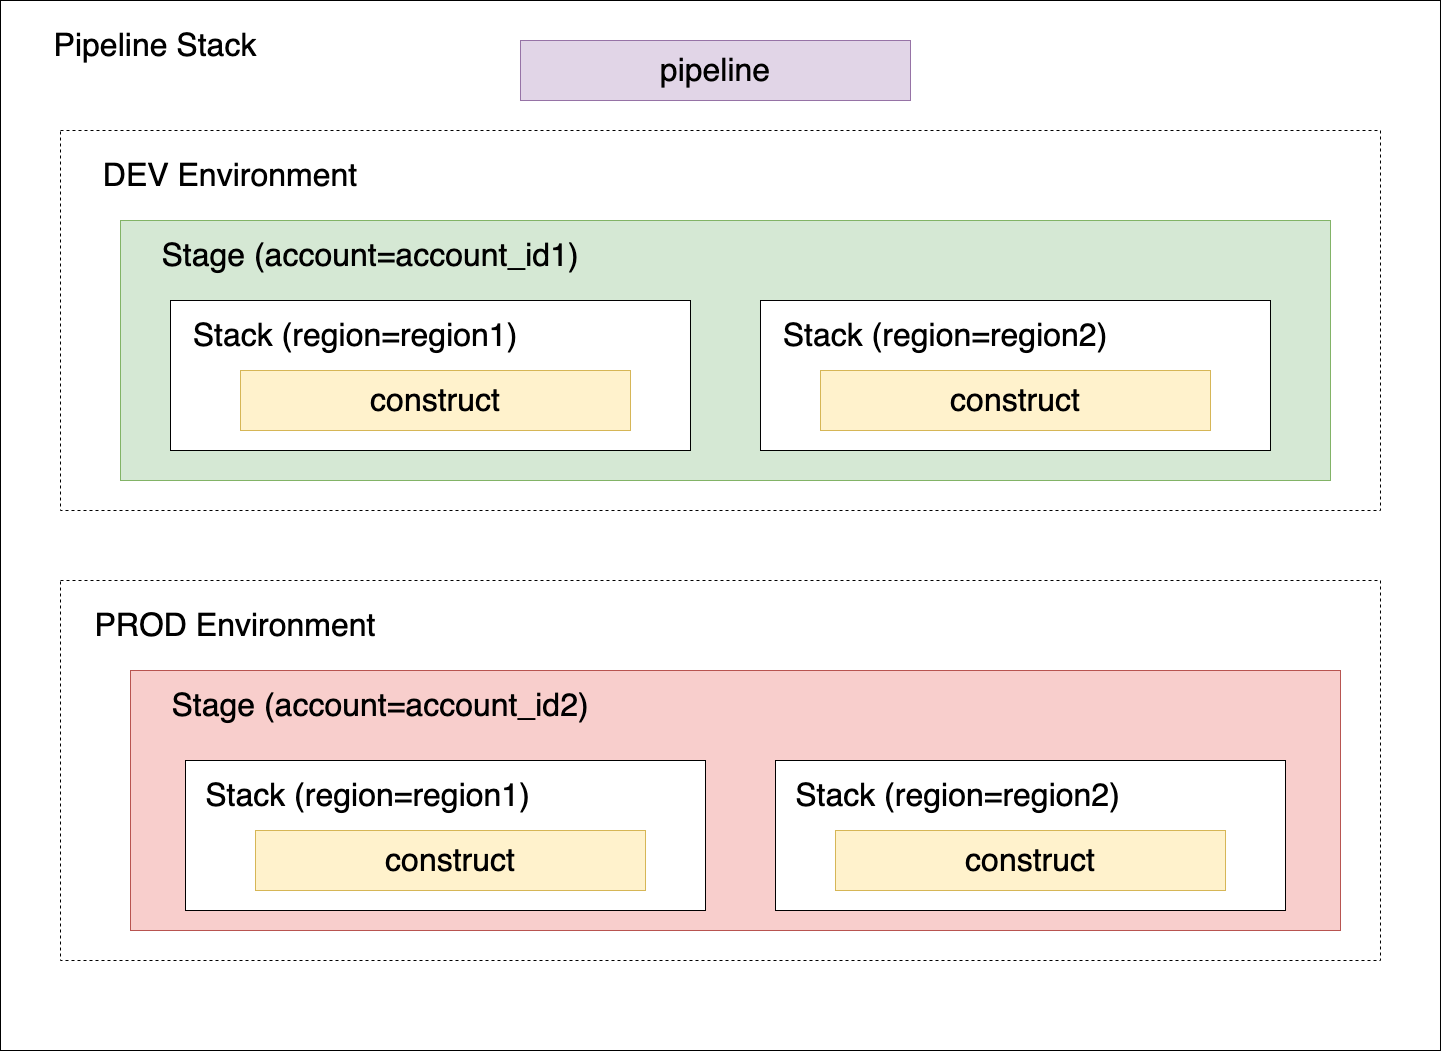 Pipeline Stack
pipeline
DEV Environment
Stage (account=account_id1)
Stack (region=region1)
construct
Stack (region=region2)
construct
PROD Environment
Stage (account=account_id2)
Stack (region=region1)
construct
Stack (region=region2)
construct